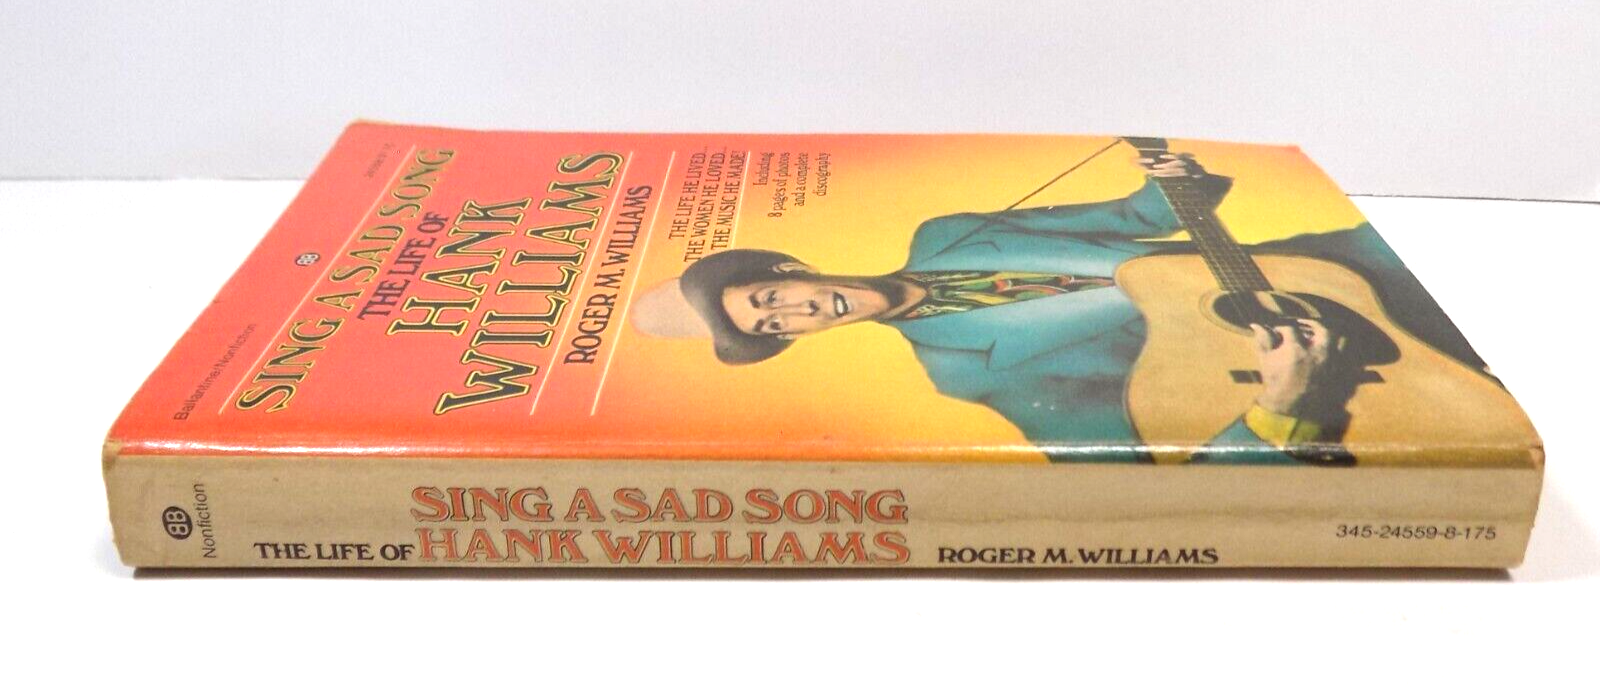 Ballantine/Nonfiction
SING A SAD SONG
THE LIFE OF
HANK
WILLIAMS
ROGER M. WILLIAMS
THE LIFE HE LIVED...
THE WOMEN HE LOVED...
THE MUSIC HE MADE!
Including
8 pages of photos
and a complete
discography
BB
Nonfiction
SING A SAD SONG
THE LIFE OF HANK WILLIAMS
ROGER M. WILLIAMS
345-24559-8-175